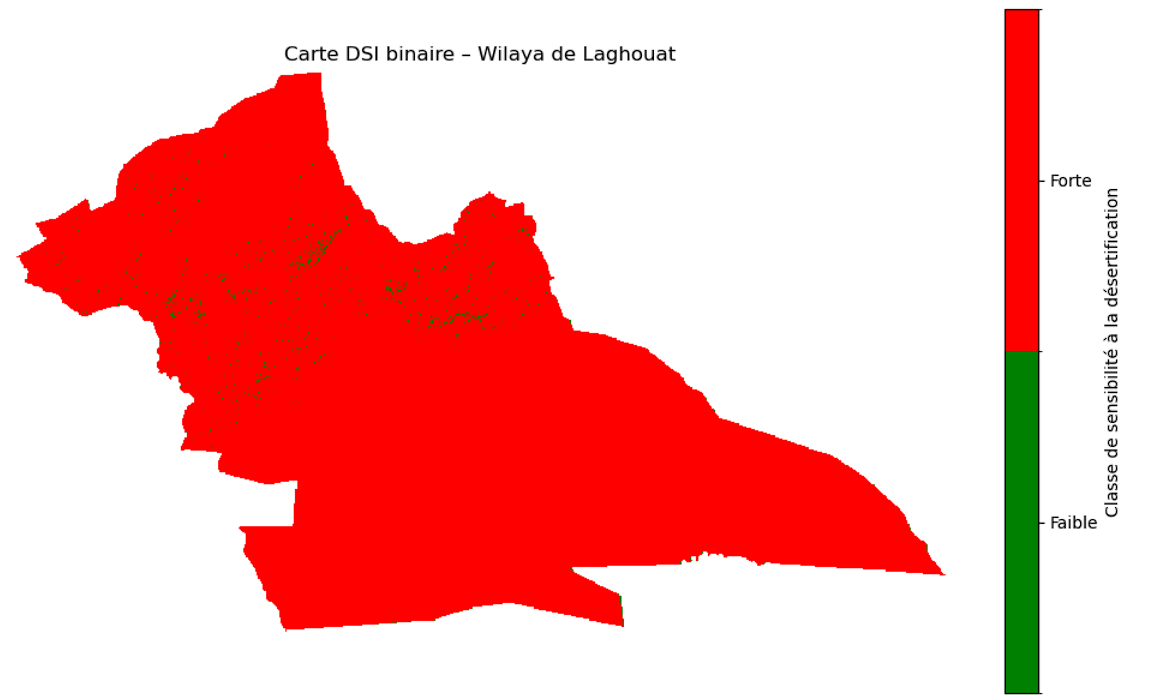 Carte DSI binaire – Wilaya de Laghouat
Forte
Faible
Classe de sensibilité à la désertification